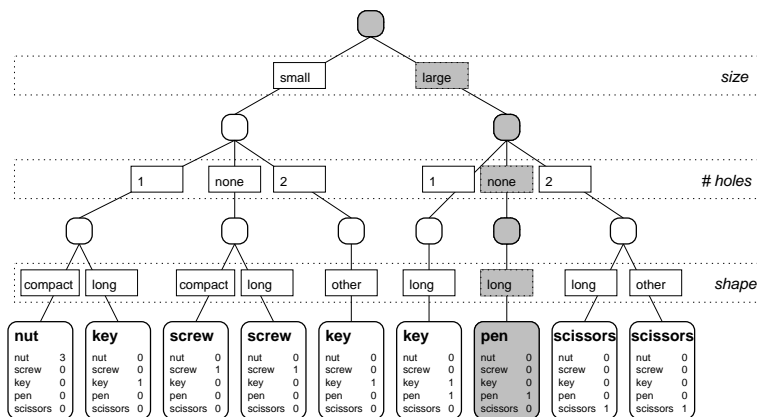 small large size
1 none 2 1 none 2 # holes
compact long compact long other long long long other shape
nut key screw screw key key pen scissors scissors
nut 3 nut 0 nut 0 nut 0 nut 0 nut 0 nut 0 nut 0 nut 0
screw 0 screw 0 screw 1 screw 1 screw 0 screw 0 screw 0 screw 0 screw 0
key 0 key 1 key 0 key 0 key 1 key 1 key 0 key 0 key 0
pen 0 pen 0 pen 0 pen 0 pen 0 pen 0 pen 1 pen 0 pen 0
scissors 0 scissors 0 scissors 0 scissors 0 scissors 0 scissors 0 scissors 0 scissors 1 scissors 1